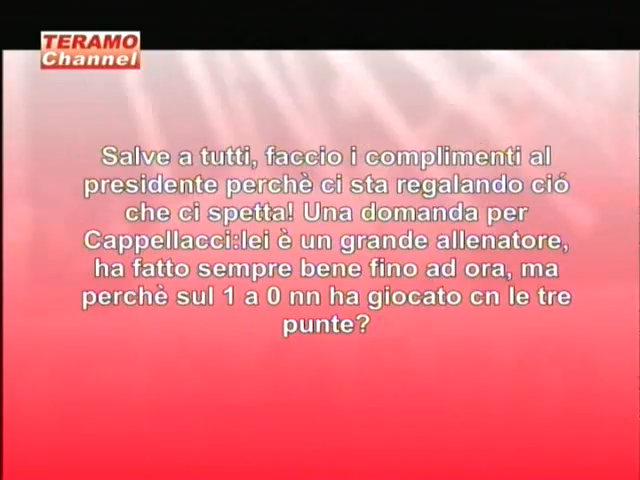 TERAMO
Channel
Salve a tutti, faccio i complimenti al
presidente perchè ci sta regalando ció
che ci spetta! Una domanda per
Cappellacci:lei è un grande allenatore,
ha fatto sempre bene fino ad ora, ma
perchè sul 1 a 0 nn ha giocato cn le tre
punte?